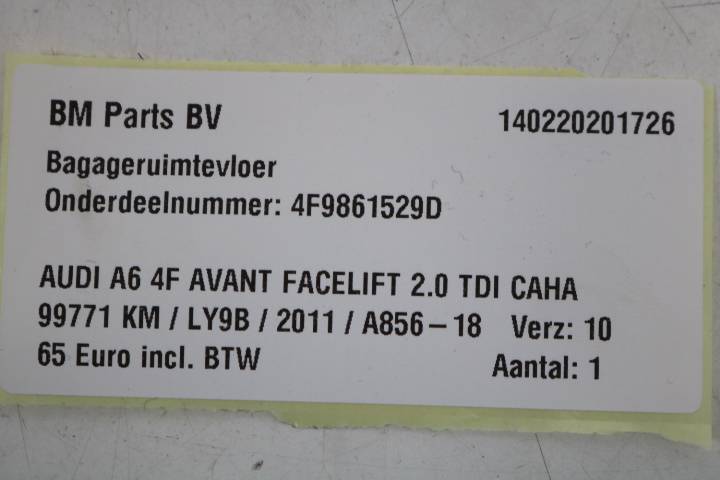 BM Parts BV 140220201726
Bagageruimtevloer
Onderdeelnummer: 4F9861529D
AUDI A6 4F AVANT FACELIFT 2.0 TDI CAHA
99771 KM / LY9B / 2011 / A856-18 Verz: 10
65 Euro incl. BTW Aantal: 1